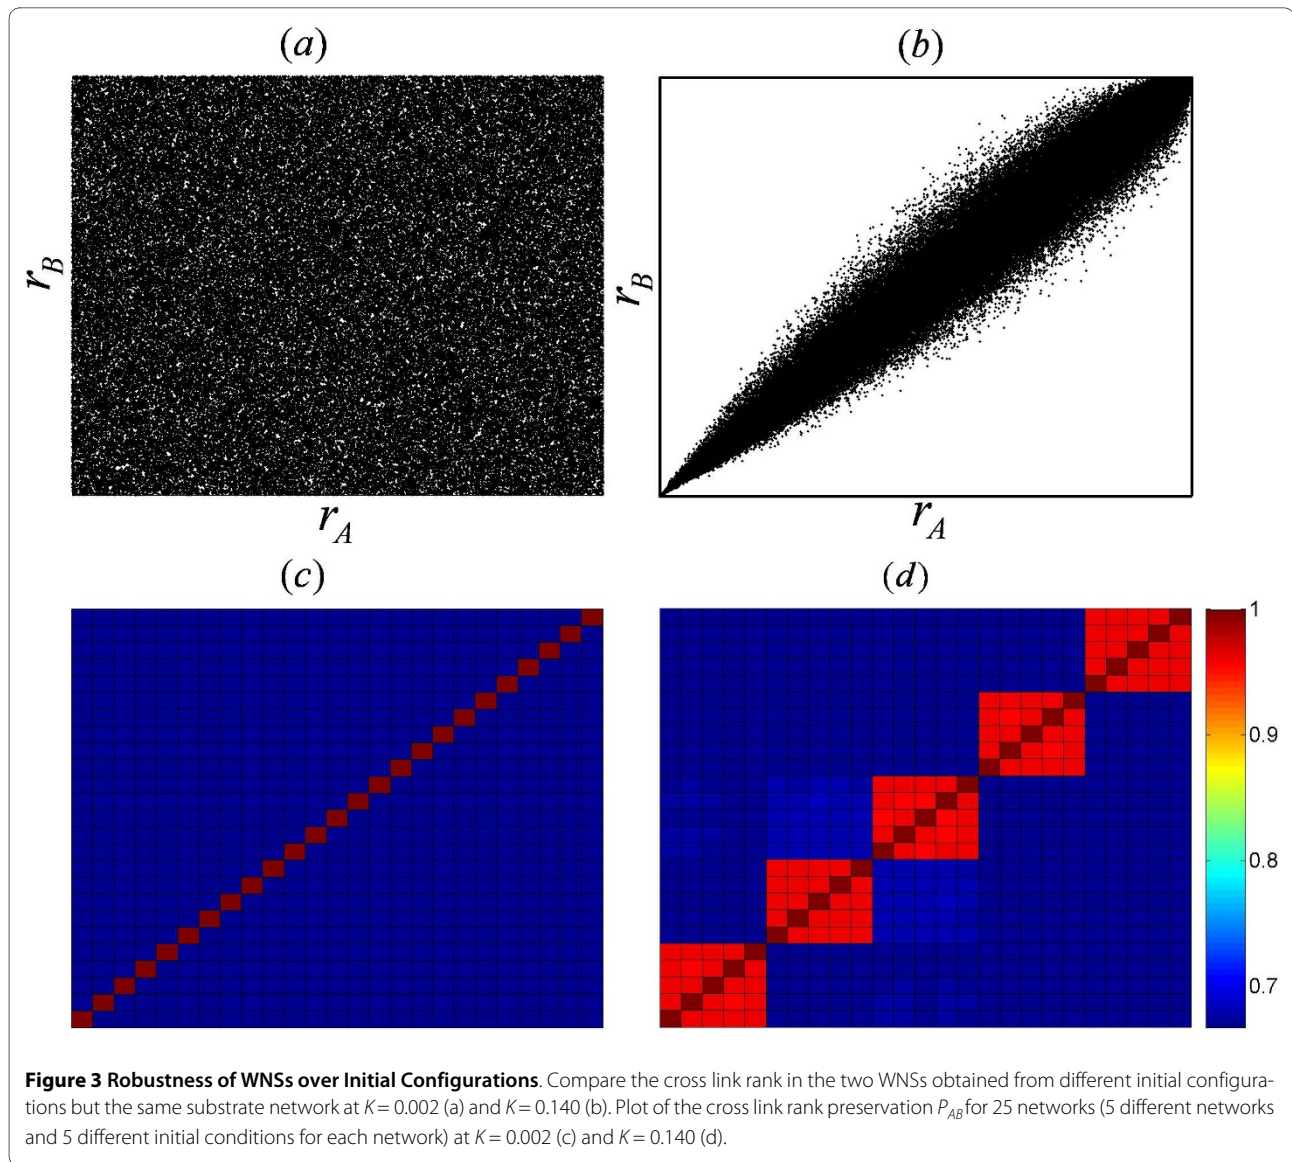 (a)
(b)
r_B
r_B
r_A
r_A
(c)
(d)
1
0.9
0.8
0.7
Figure 3 Robustness of WNSs over Initial Configurations. Compare the cross link rank in the two WNSs obtained from different initial configura-
tions but the same substrate network at K = 0.002 (a) and K = 0.140 (b). Plot of the cross link rank preservation P_AB for 25 networks (5 different networks
and 5 different initial conditions for each network) at K = 0.002 (c) and K = 0.140 (d).